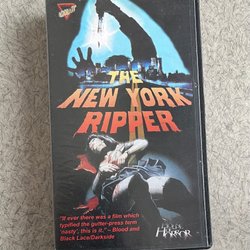 THE
NEW YORK
RIPPER
"If ever there was a film which
typified the gutter-press term
'nasty', this is it." – Blood and
Black Lace/Darkside
HORROR